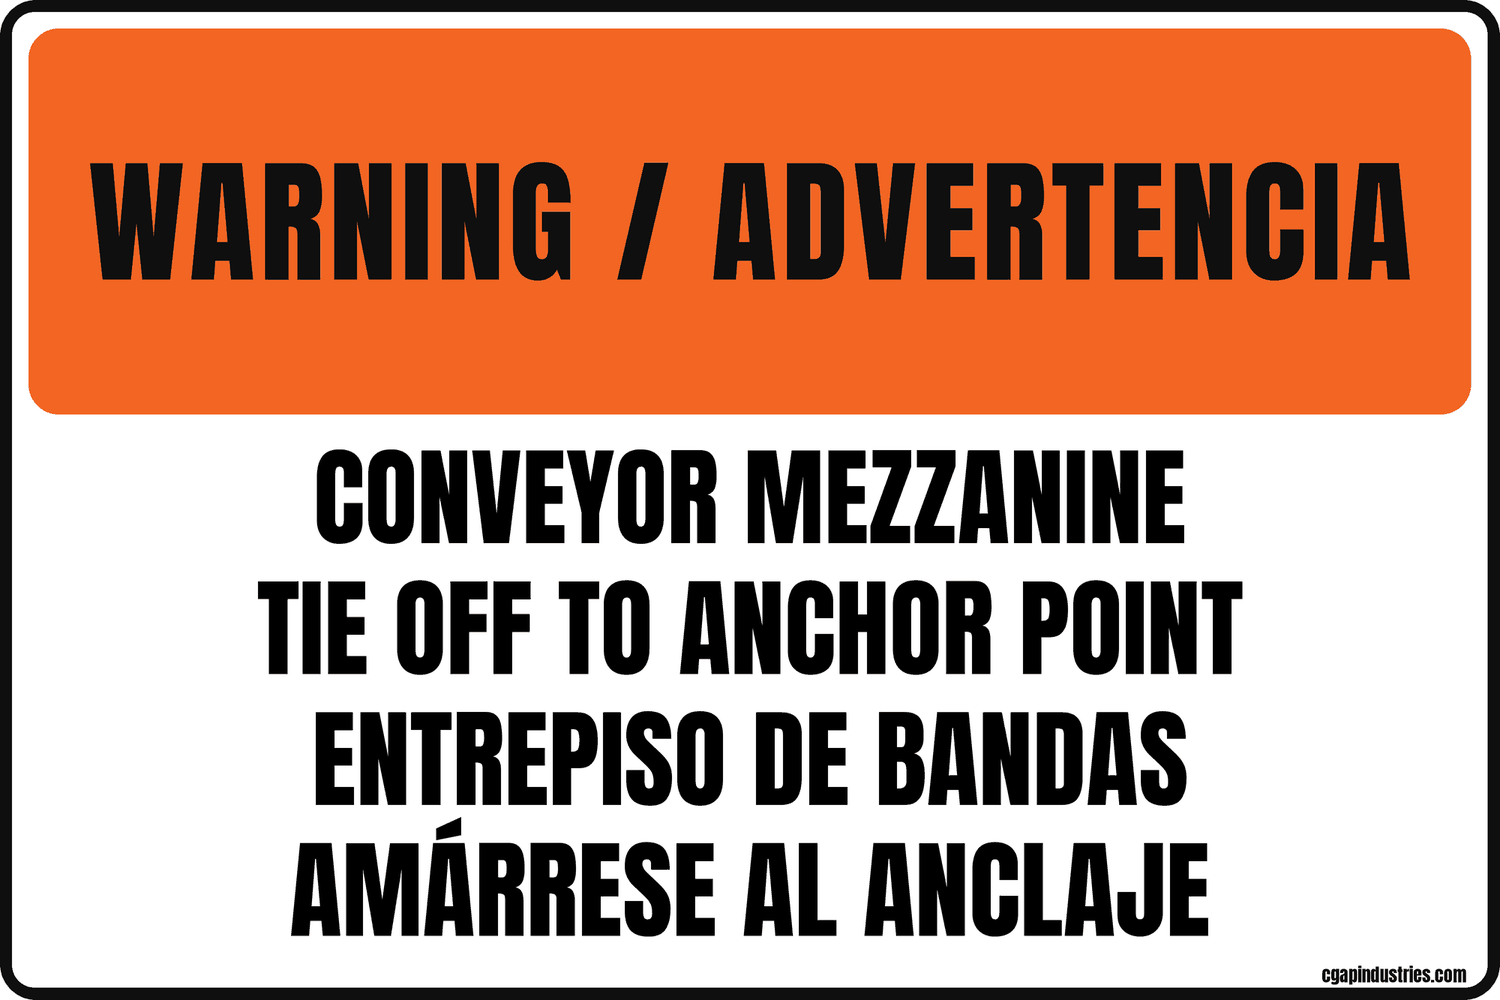 WARNING / ADVERTENCIA
CONVEYOR MEZZANINE
TIE OFF TO ANCHOR POINT
ENTREPISO DE BANDAS
AMÁRRESE AL ANCLAJE
cgapindustries.com